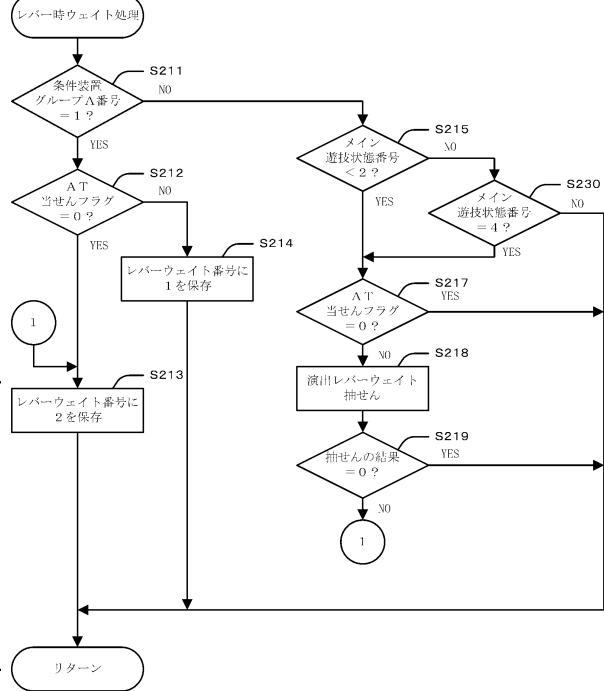 レバー時ウェイト処理
S211
条件装置
グループA番号
＝１？
NO
YES
S212
ＡＴ
当せんフラグ
＝０？
NO
YES
S214
レバーウェイト番号に
１を保存
1
S213
レバーウェイト番号に
２を保存
S215
メイン
遊技状態番号
＜２？
NO
YES
S230
メイン
遊技状態番号
＝４？
NO
YES
S217
ＡＴ
当せんフラグ
＝０？
YES
NO
S218
演出レバーウェイト
抽せん
S219
抽せんの結果
＝０？
YES
NO
1
リターン